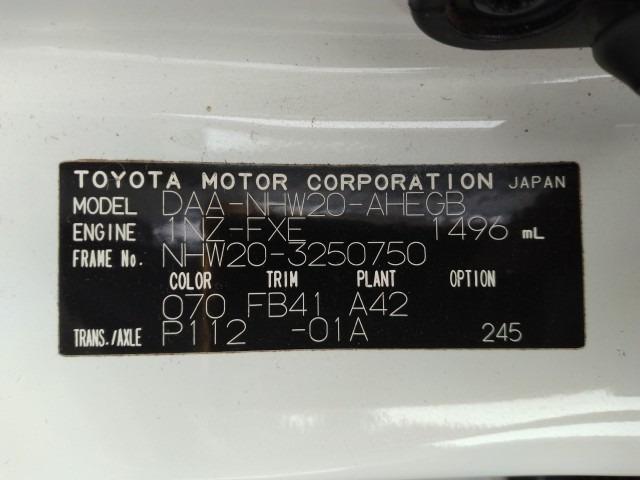 TOYOTA MOTOR CORPORATION JAPAN
MODEL DAA-NHW20-AHEGB
ENGINE 1NZ-FXE 1496 mL
FRAME No. NHW20-3250750
COLOR TRIM PLANT OPTION
070 FB41 A42
TRANS./AXLE P112 -01A 245